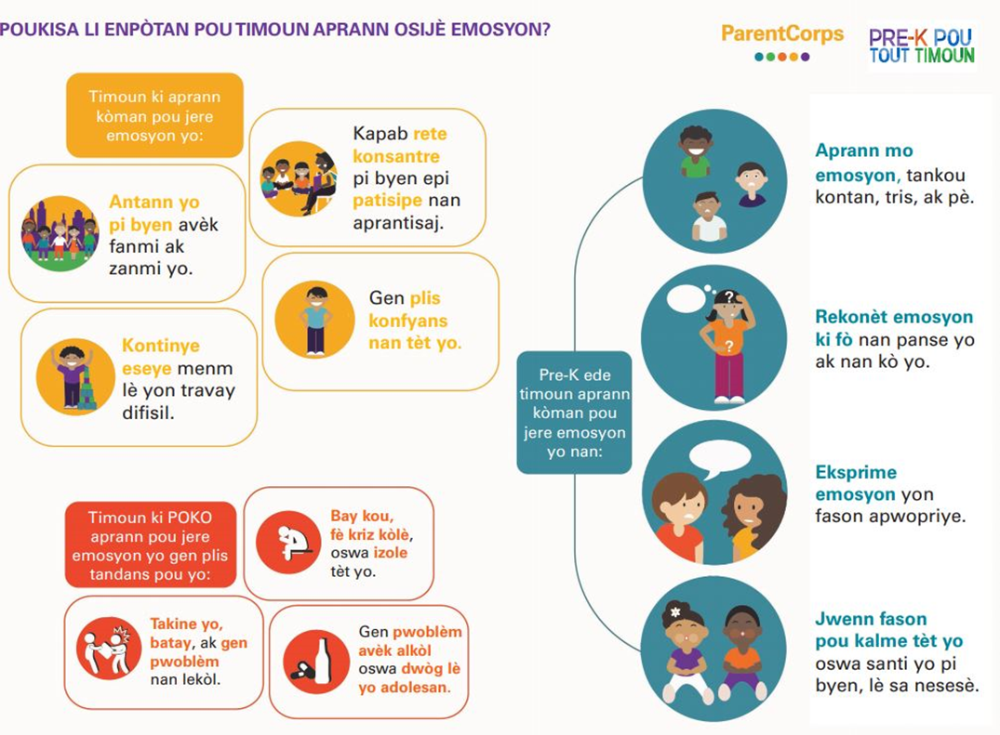 POUKISA LI ENPÒTAN POU TIMOUN APRANN OSIJÈ EMOSYON?
ParentCorps
PRE-K POU
TOUT TIMOUN
Timoun ki aprann
kòman pou jere
emosyon yo:
Kapab rete
konsantre
pi byen epi
patisipe nan
aprantisaj.
Antann yo
pi byen avèk
fanmi ak
zanmi yo.
Gen plis
konfyans
nan tèt yo.
Kontinye
eseye menm
lè yon travay
difisil.
Timoun ki POKO
aprann pou jere
emosyon yo gen plis
tandans pou yo:
Bay kou,
fè kriz kòlè,
oswa izole
tèt yo.
Takine yo,
batay, ak gen
pwoblèm
nan lekòl.
Gen pwoblèm
avèk alkòl
oswa dwòg lè
yo adolesan.
Pre-K ede
timoun aprann
kòman pou
jere emosyon
yo nan:
Aprann mo
emosyon, tankou
kontan, tris, ak pè.
?
?
Rekonèt emosyon
ki fò nan panse yo
ak nan kò yo.
Eksprime
emosyon yon
fason apwopriye.
Jwenn fason
pou kalme tèt yo
oswa santi yo pi
byen, lè sa nesesè.